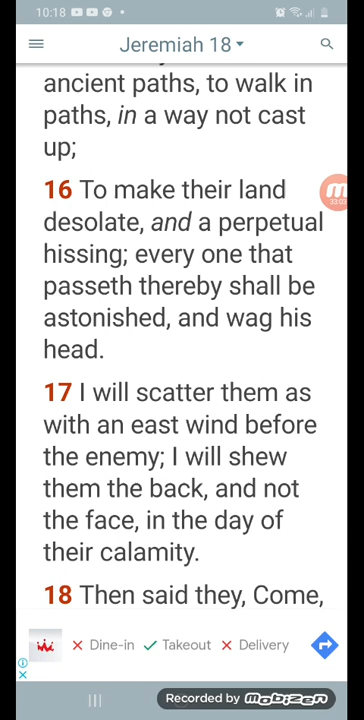 10:18
Jeremiah 18
ancient paths, to walk in
paths, in a way not cast
up;
16 To make their land
desolate, and a perpetual
hissing; every one that
passeth thereby shall be
astonished, and wag his
head.
17 I will scatter them as
with an east wind before
the enemy; I will shew
them the back, and not
the face, in the day of
their calamity.
18 Then said they, Come,
Dine-in Takeout Delivery
Recorded by mobizen
33:03